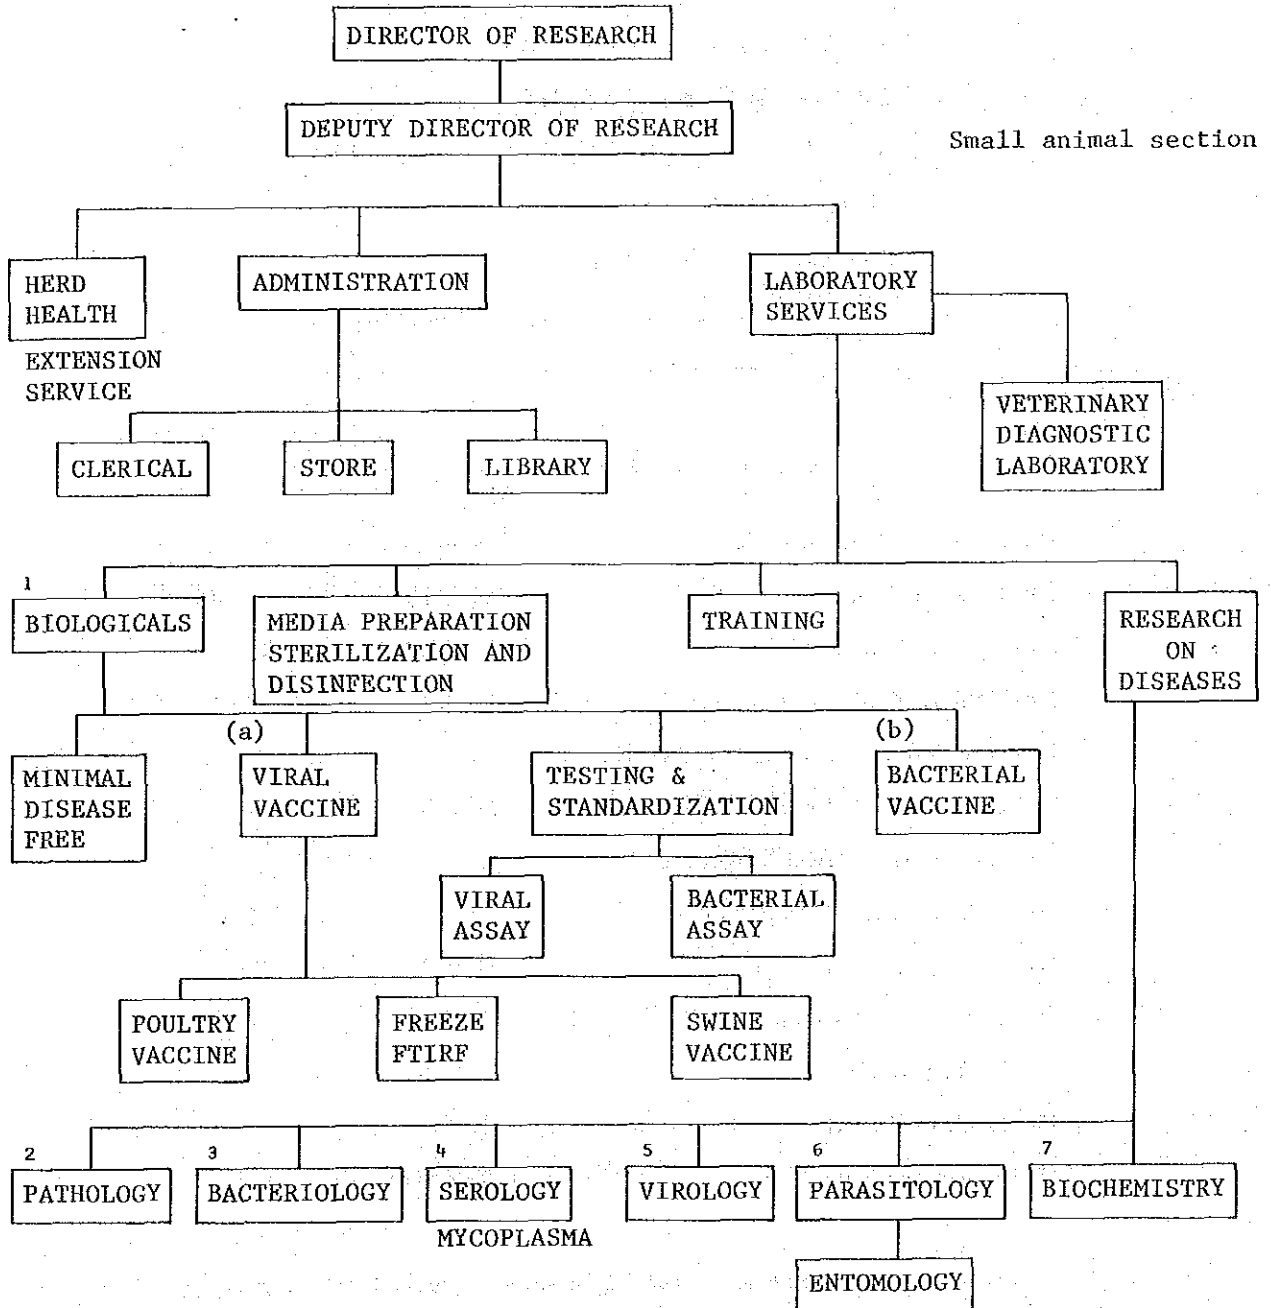 DIRECTOR OF RESEARCH
DEPUTY DIRECTOR OF RESEARCH
Small animal section
HERD
HEALTH
EXTENSION
SERVICE
ADMINISTRATION
LABORATORY
SERVICES
VETERINARY
DIAGNOSTIC
LABORATORY
CLERICAL
STORE
LIBRARY
1
BIOLOGICALS
MEDIA PREPARATION
STERILIZATION AND
DISINFECTION
TRAINING
RESEARCH
ON
DISEASES
MINIMAL
DISEASE
FREE
(a)
VIRAL
VACCINE
TESTING &
STANDARDIZATION
(b)
BACTERIAL
VACCINE
VIRAL
ASSAY
BACTERIAL
ASSAY
POULTRY
VACCINE
FREEZE
FTIRF
SWINE
VACCINE
2
PATHOLOGY
3
BACTERIOLOGY
4
SEROLOGY
MYCOPLASMA
5
VIROLOGY
6
PARASITOLOGY
7
BIOCHEMISTRY
ENTOMOLOGY